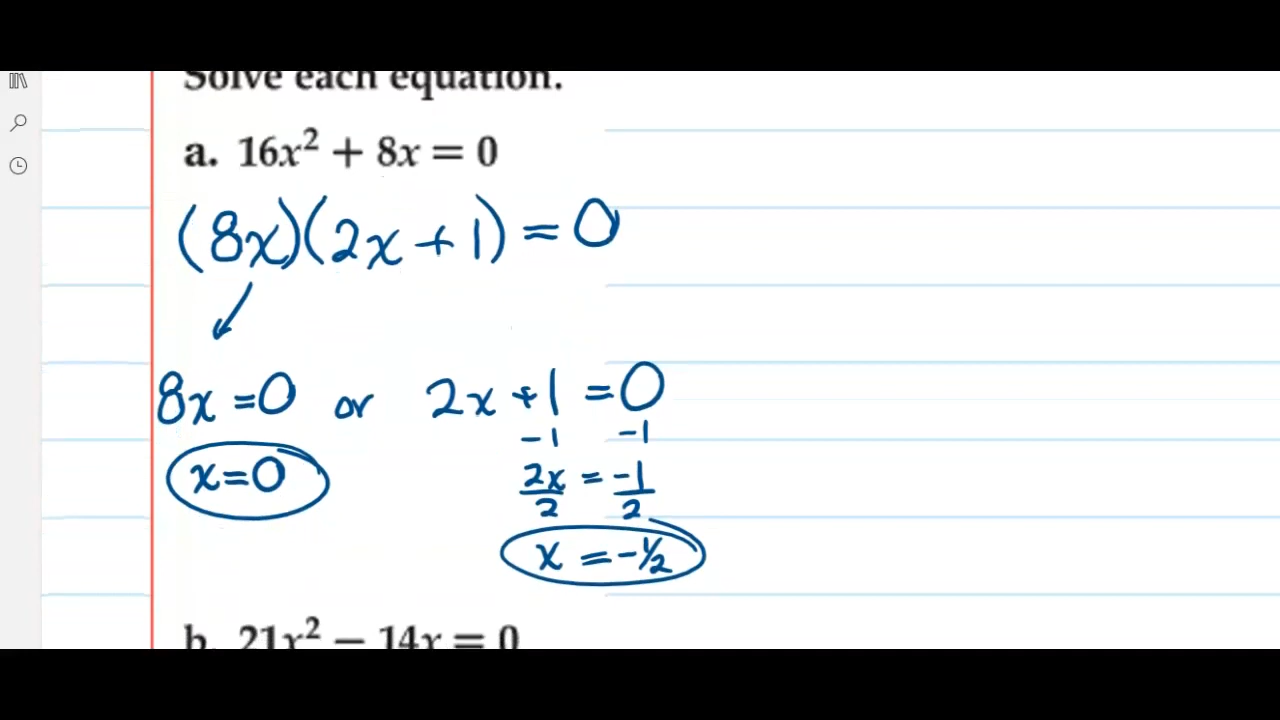 Solve each equation.
a. 16x² + 8x = 0
(8x)(2x + 1) = 0
8x = 0 or 2x + 1 = 0
-1 -1
x = 0
2x/2 = -1/2
x = -1/2
b. 21x² − 14x = 0